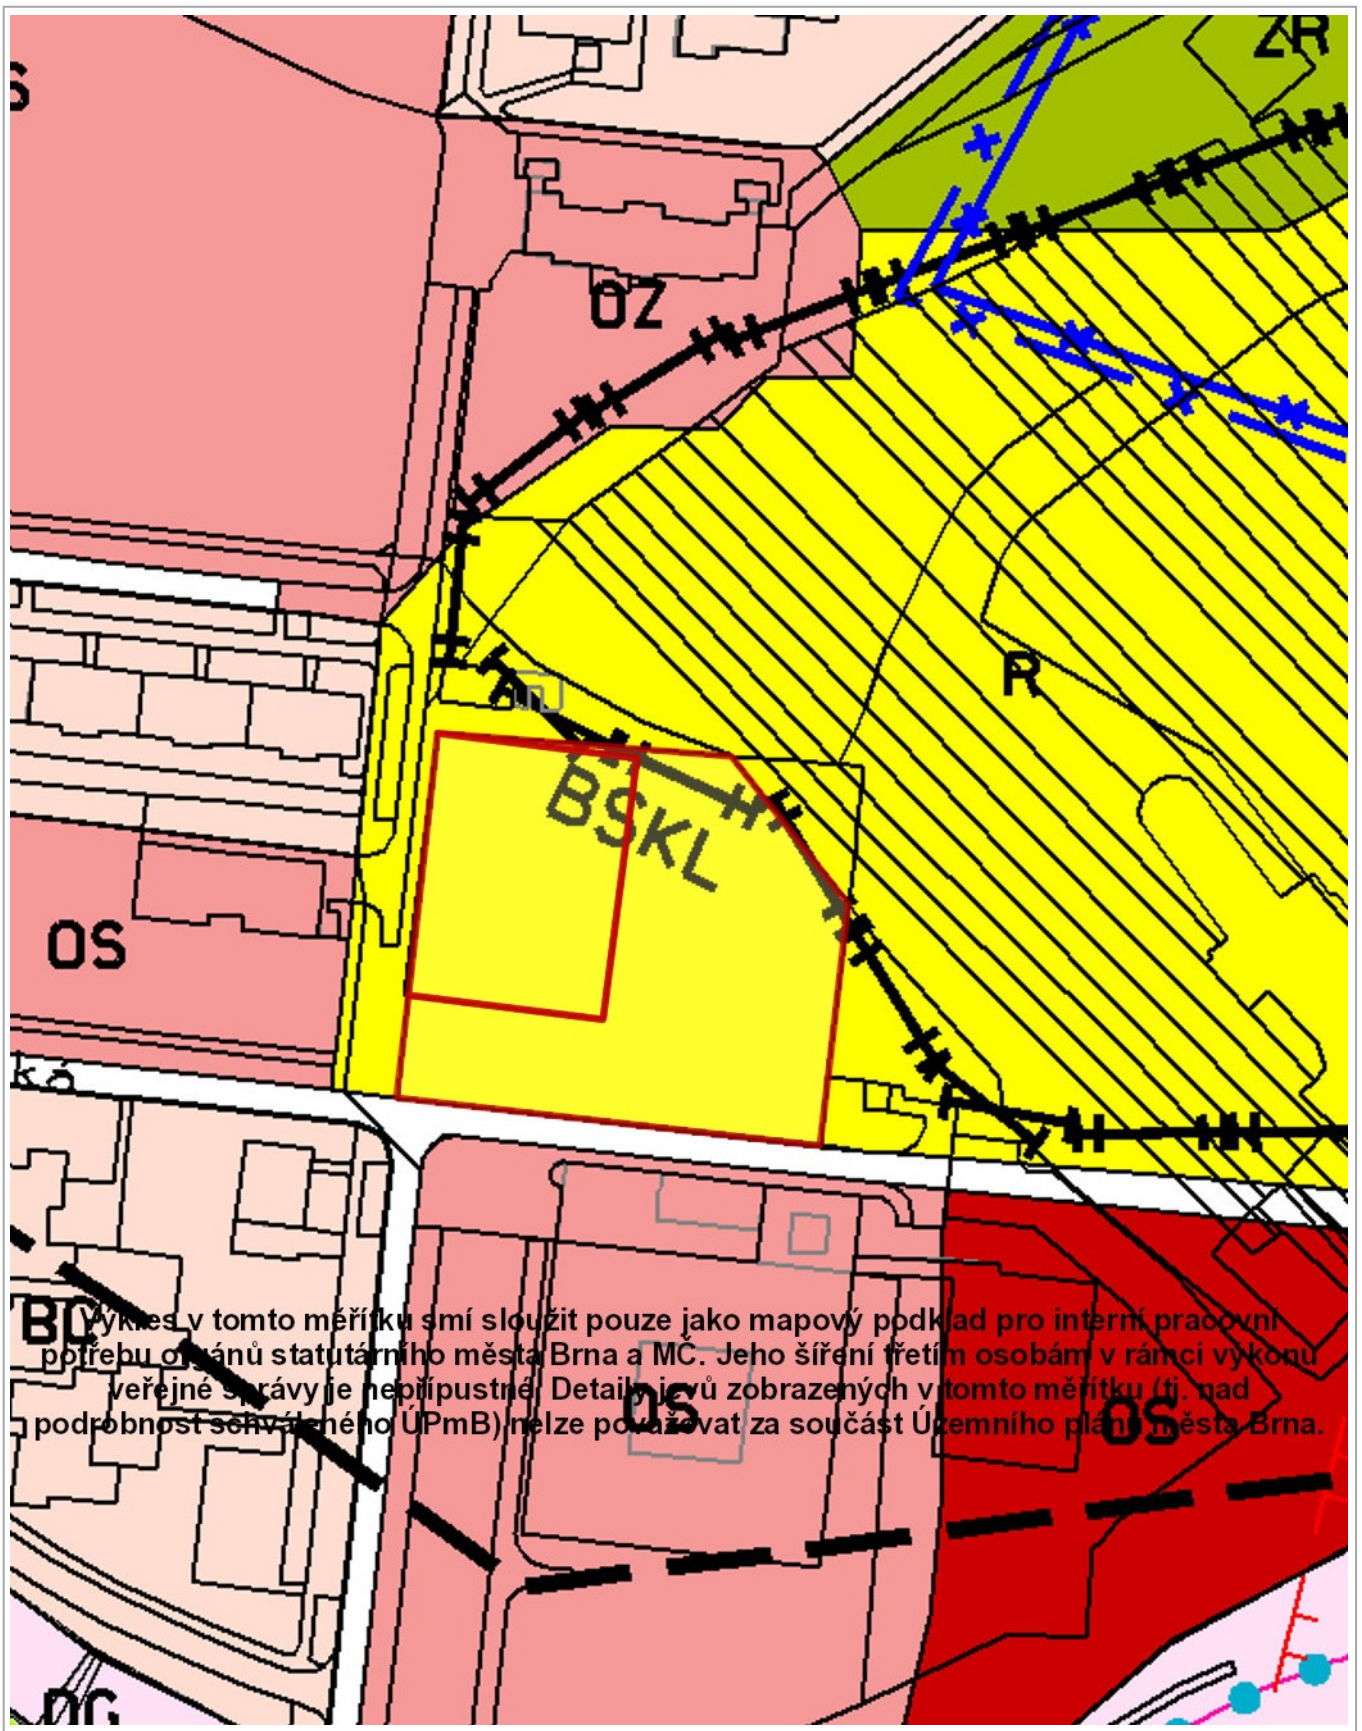 S
ZR
OZ
R
BSKL
OS
ká
BC
Výkres v tomto měřítku smí sloužit pouze jako mapový podklad pro interní pracovní
potřebu orgánů statutárního města Brna a MČ. Jeho šíření třetím osobám v rámci výkonu
veřejné správy je nepřípustné. Detaily jevů zobrazených v tomto měřítku (tj. nad
podrobnost schváleného ÚPmB) nelze považovat za součást Územního plánu města Brna.
OS
OS
DG